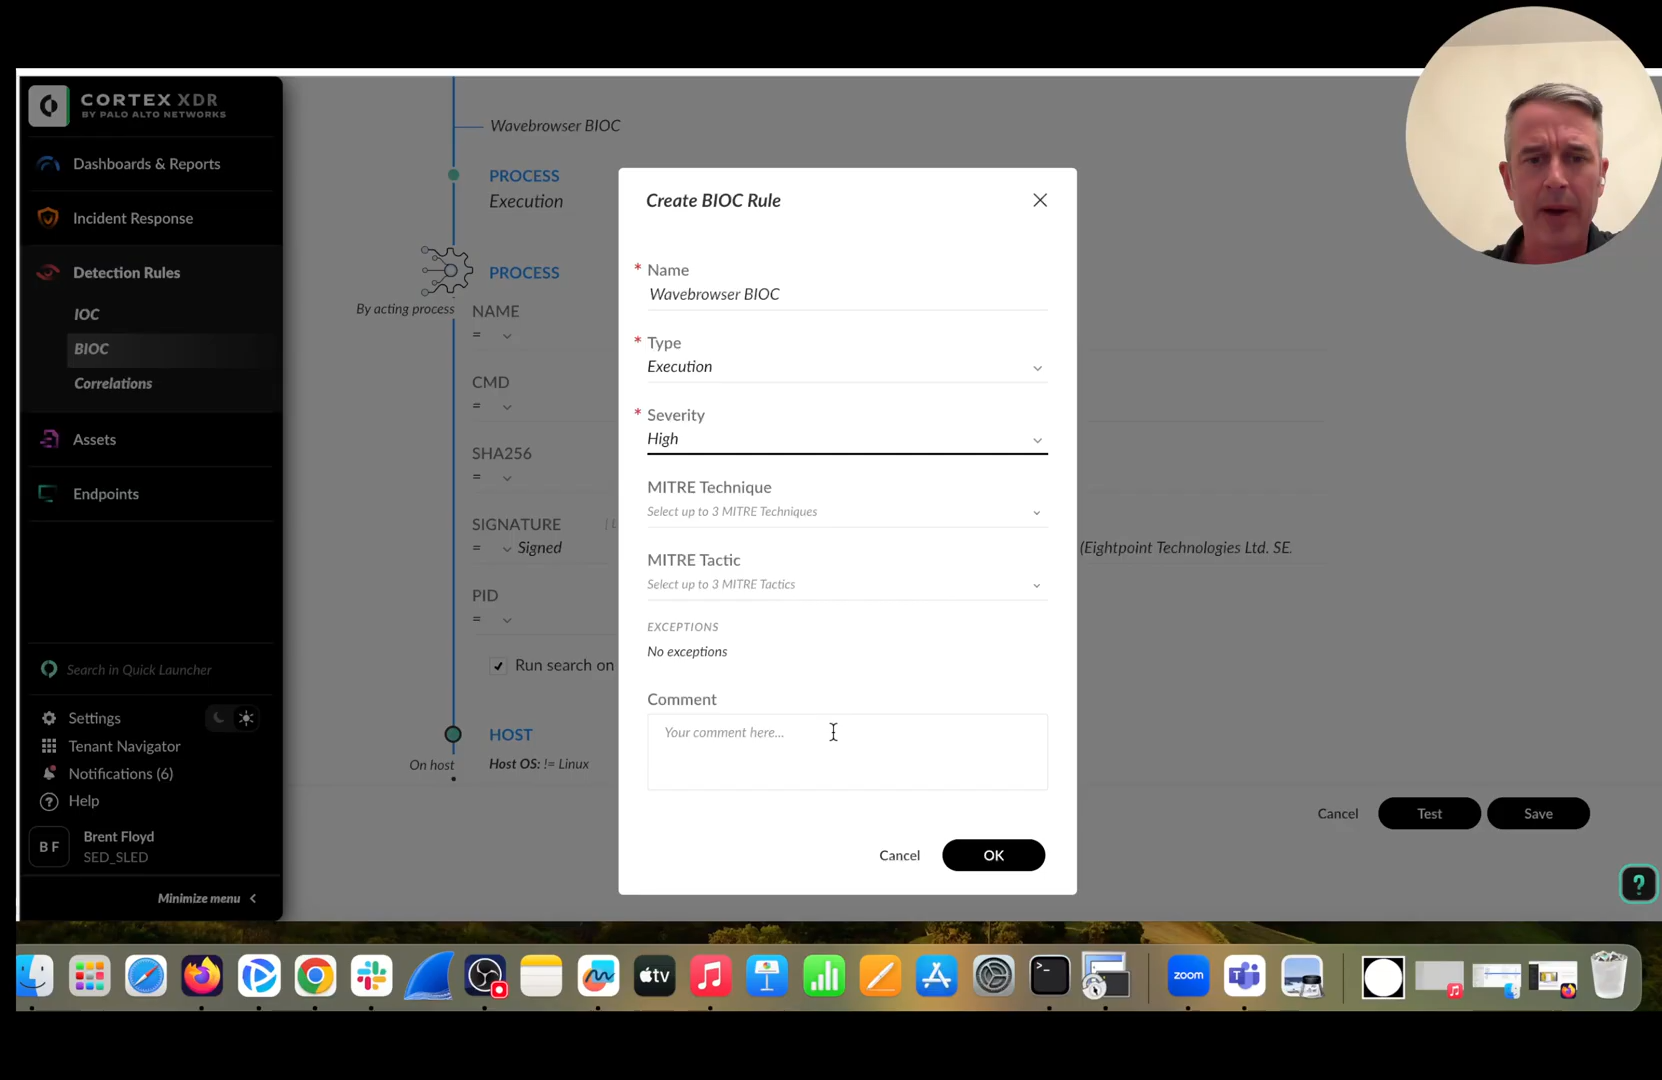 CORTEX XDR
BY PALO ALTO NETWORKS
Dashboards & Reports
Incident Response
Detection Rules
IOC
BIOC
Correlations
Assets
Endpoints
Search in Quick Launcher
Settings
Tenant Navigator
Notifications (6)
Help
B F
Brent Floyd
SED_SLED
Minimize menu
Wavebrowser BIOC
PROCESS
Execution
PROCESS
By acting process
NAME
=
CMD
=
SHA256
=
SIGNATURE
= Signed
(Eightpoint Technologies Ltd. SE.
PID
=
Run search on
HOST
On host
Host OS: != Linux
Cancel
Test
Save
Create BIOC Rule
* Name
Wavebrowser BIOC
* Type
Execution
* Severity
High
MITRE Technique
Select up to 3 MITRE Techniques
MITRE Tactic
Select up to 3 MITRE Tactics
EXCEPTIONS
No exceptions
Comment
Your comment here...
Cancel
OK
?
tv
zoom